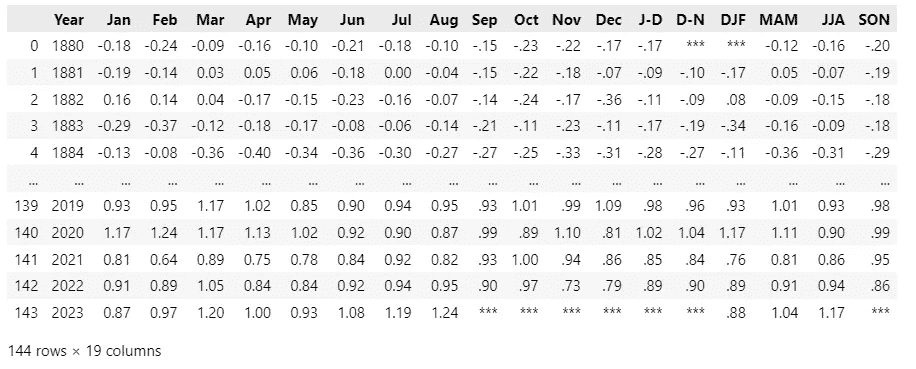 Year Jan Feb Mar Apr May Jun Jul Aug Sep Oct Nov Dec J-D D-N DJF MAM JJA SON
0 1880 -0.18 -0.24 -0.09 -0.16 -0.10 -0.21 -0.18 -0.10 -.15 -.23 -.22 -.17 -.17 *** *** -0.12 -0.16 -.20
1 1881 -0.19 -0.14 0.03 0.05 0.06 -0.18 0.00 -0.04 -.15 -.22 -.18 -.07 -.09 -.10 -.17 0.05 -0.07 -.19
2 1882 0.16 0.14 0.04 -0.17 -0.15 -0.23 -0.16 -0.07 -.14 -.24 -.17 -.36 -.11 -.09 .08 -0.09 -0.15 -.18
3 1883 -0.29 -0.37 -0.12 -0.18 -0.17 -0.08 -0.06 -0.14 -.21 -.11 -.23 -.11 -.17 -.19 -.34 -0.16 -0.09 -.18
4 1884 -0.13 -0.08 -0.36 -0.40 -0.34 -0.36 -0.30 -0.27 -.27 -.25 -.33 -.31 -.28 -.27 -.11 -0.36 -0.31 -.29
... ... ... ... ... ... ... ... ... ... ... ... ... ... ... ... ... ... ... ...
139 2019 0.93 0.95 1.17 1.02 0.85 0.90 0.94 0.95 .93 1.01 .99 1.09 .98 .96 .93 1.01 0.93 .98
140 2020 1.17 1.24 1.17 1.13 1.02 0.92 0.90 0.87 .99 .89 1.10 .81 1.02 1.04 1.17 1.11 0.90 .99
141 2021 0.81 0.64 0.89 0.75 0.78 0.84 0.92 0.82 .93 1.00 .94 .86 .85 .84 .76 0.81 0.86 .95
142 2022 0.91 0.89 1.05 0.84 0.84 0.92 0.94 0.95 .90 .97 .73 .79 .89 .90 .89 0.91 0.94 .86
143 2023 0.87 0.97 1.20 1.00 0.93 1.08 1.19 1.24 *** *** *** *** *** *** .88 1.04 1.17 ***
144 rows × 19 columns